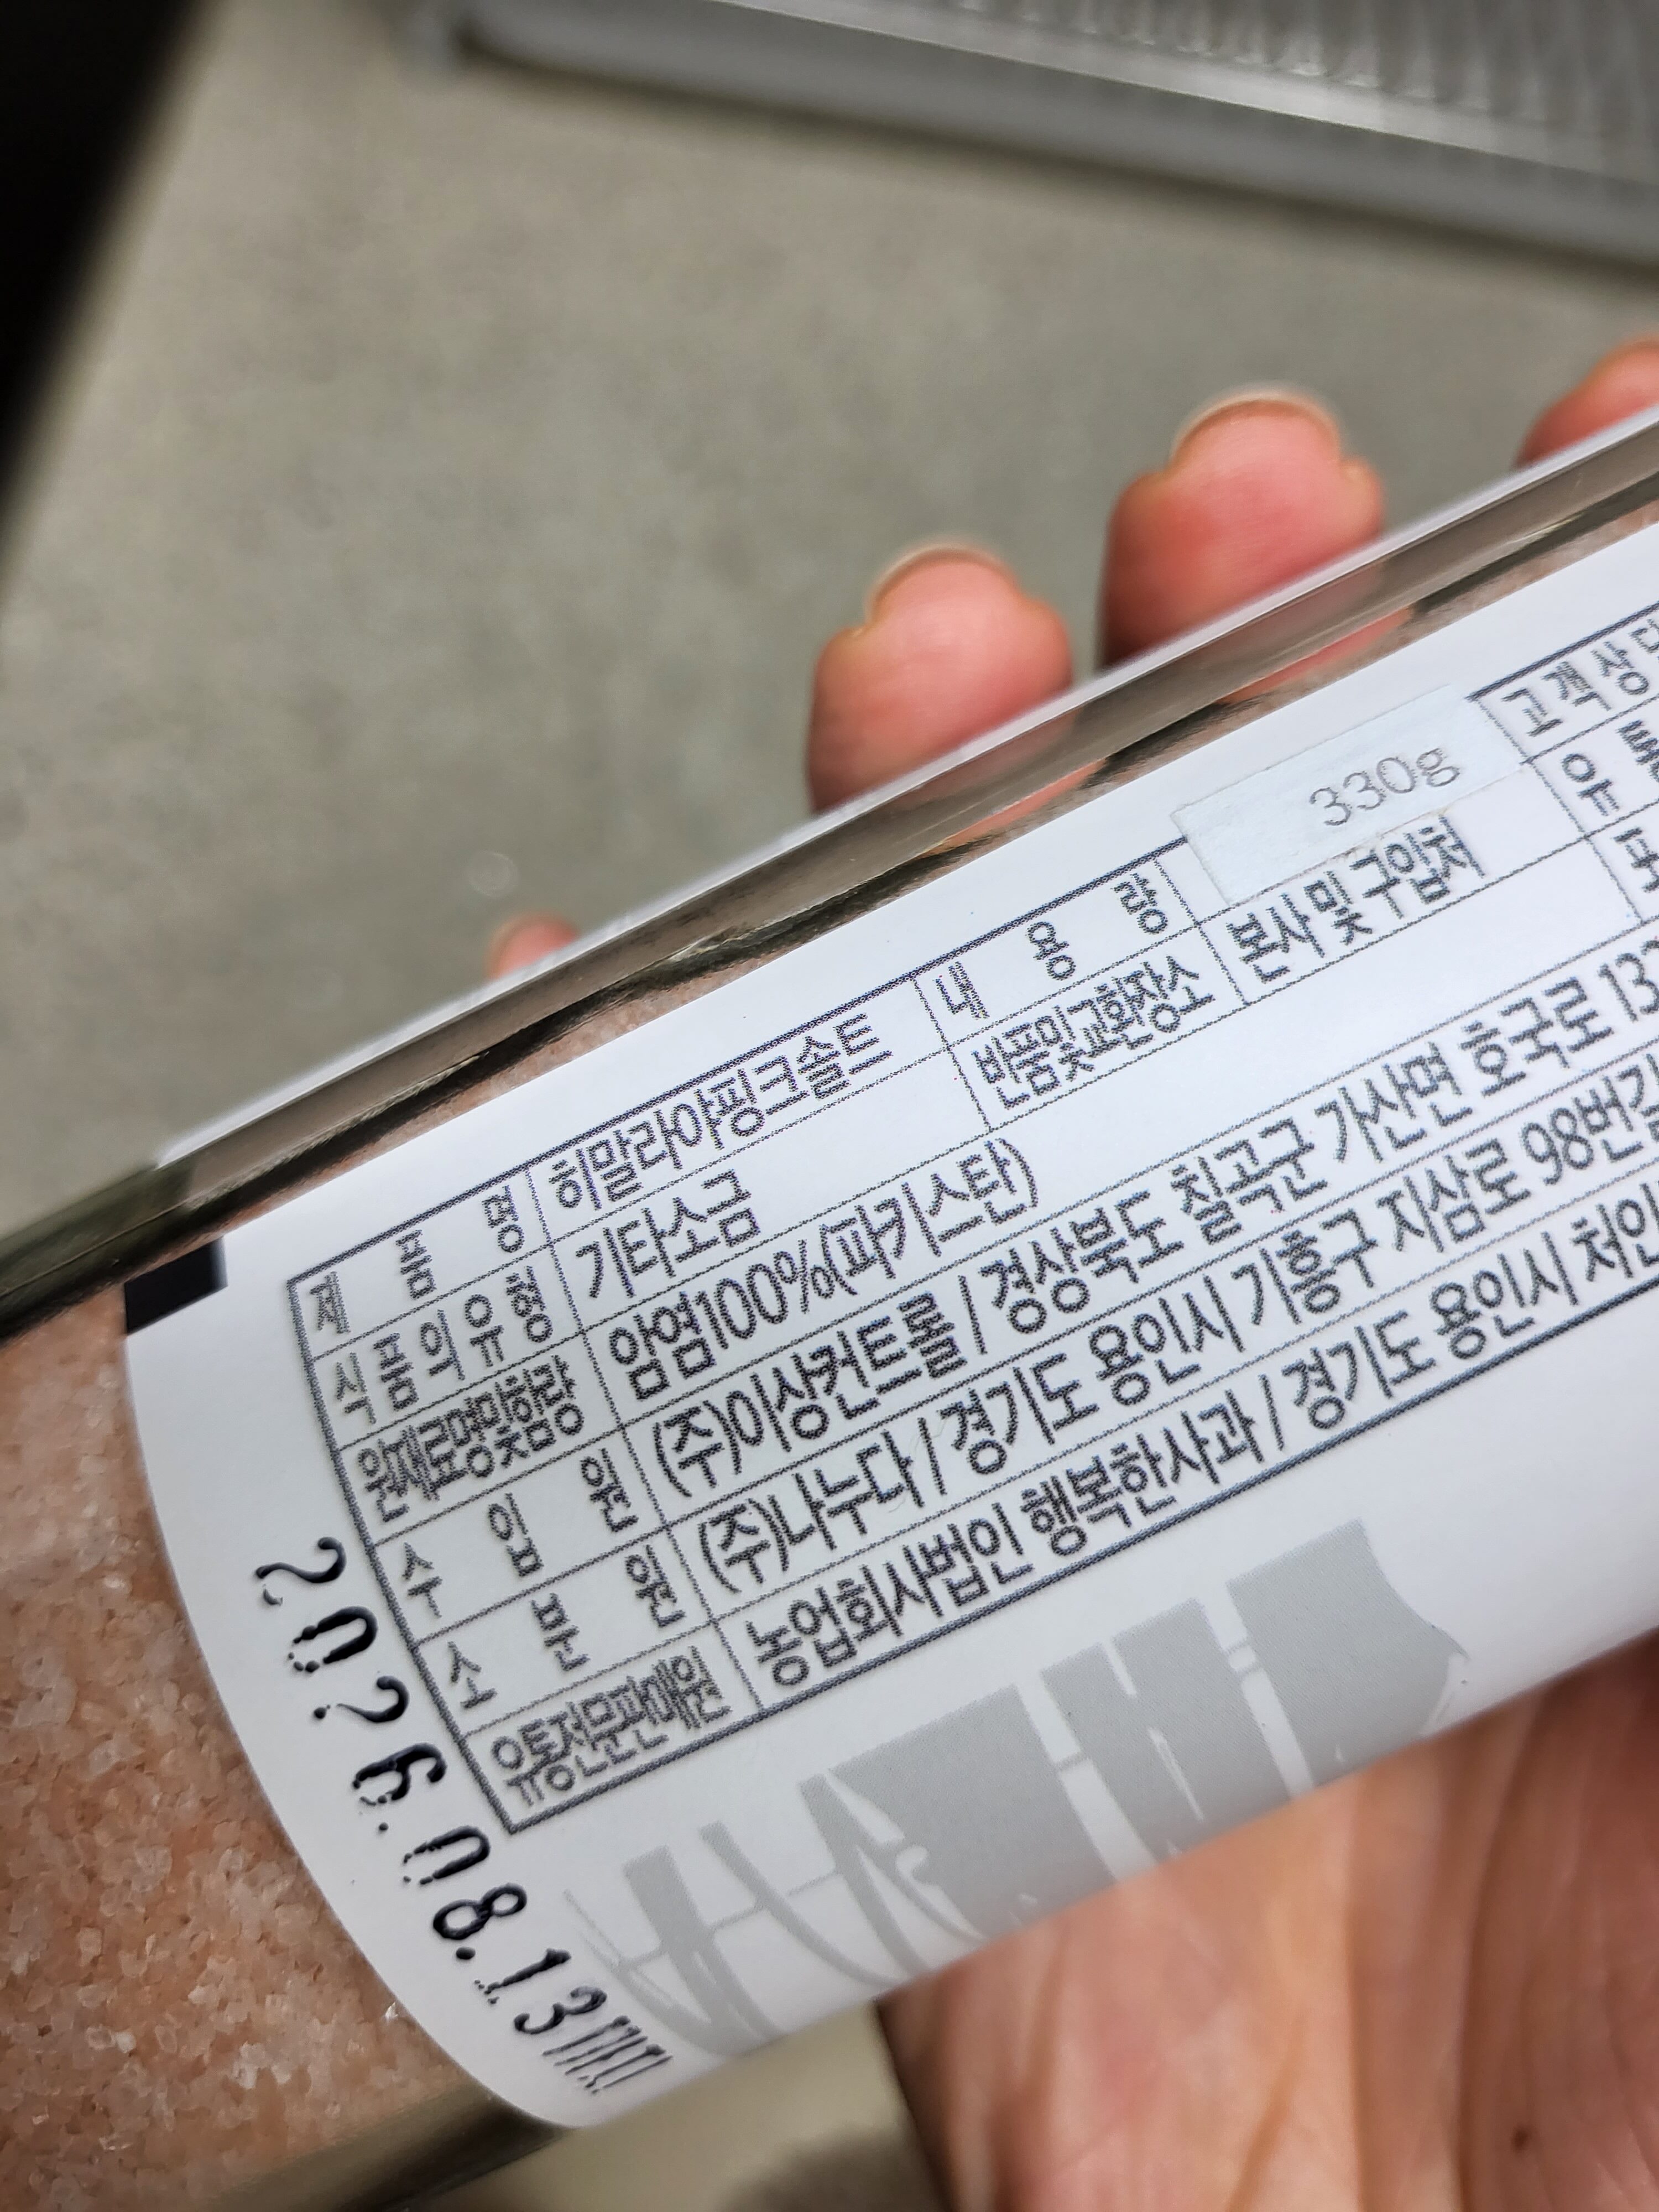 제 품 명 히말라야핑크솔트 내 용 량 330g 고객상
식품의유형 기타소금 반품및교환장소 본사 및 구입처
원재료명및함량 암염100%(파키스탄)
수 입 원 (주)이상컨트롤 / 경상북도 칠곡군 가산면 호국로 132
소 분 원 (주)나누다 / 경기도 용인시 기흥구 지삼로 98번길
유통전문판매원 농업회사법인 행복한사과 / 경기도 용인시 처인
2026.08.13까지